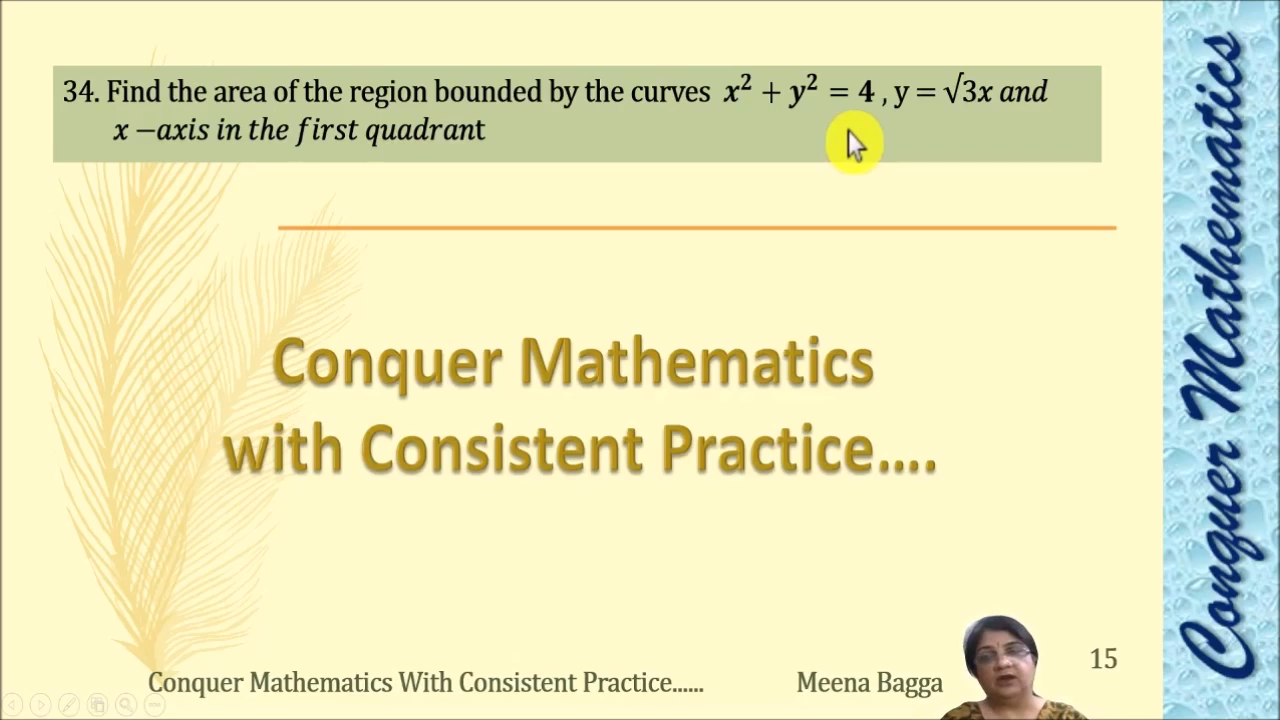 34. Find the area of the region bounded by the curves x² + y² = 4 , y = √3x and
x −axis in the first quadrant
Conquer Mathematics
with Consistent Practice....
Conquer Mathematics With Consistent Practice...... Meena Bagga 15
Conquer Mathematics